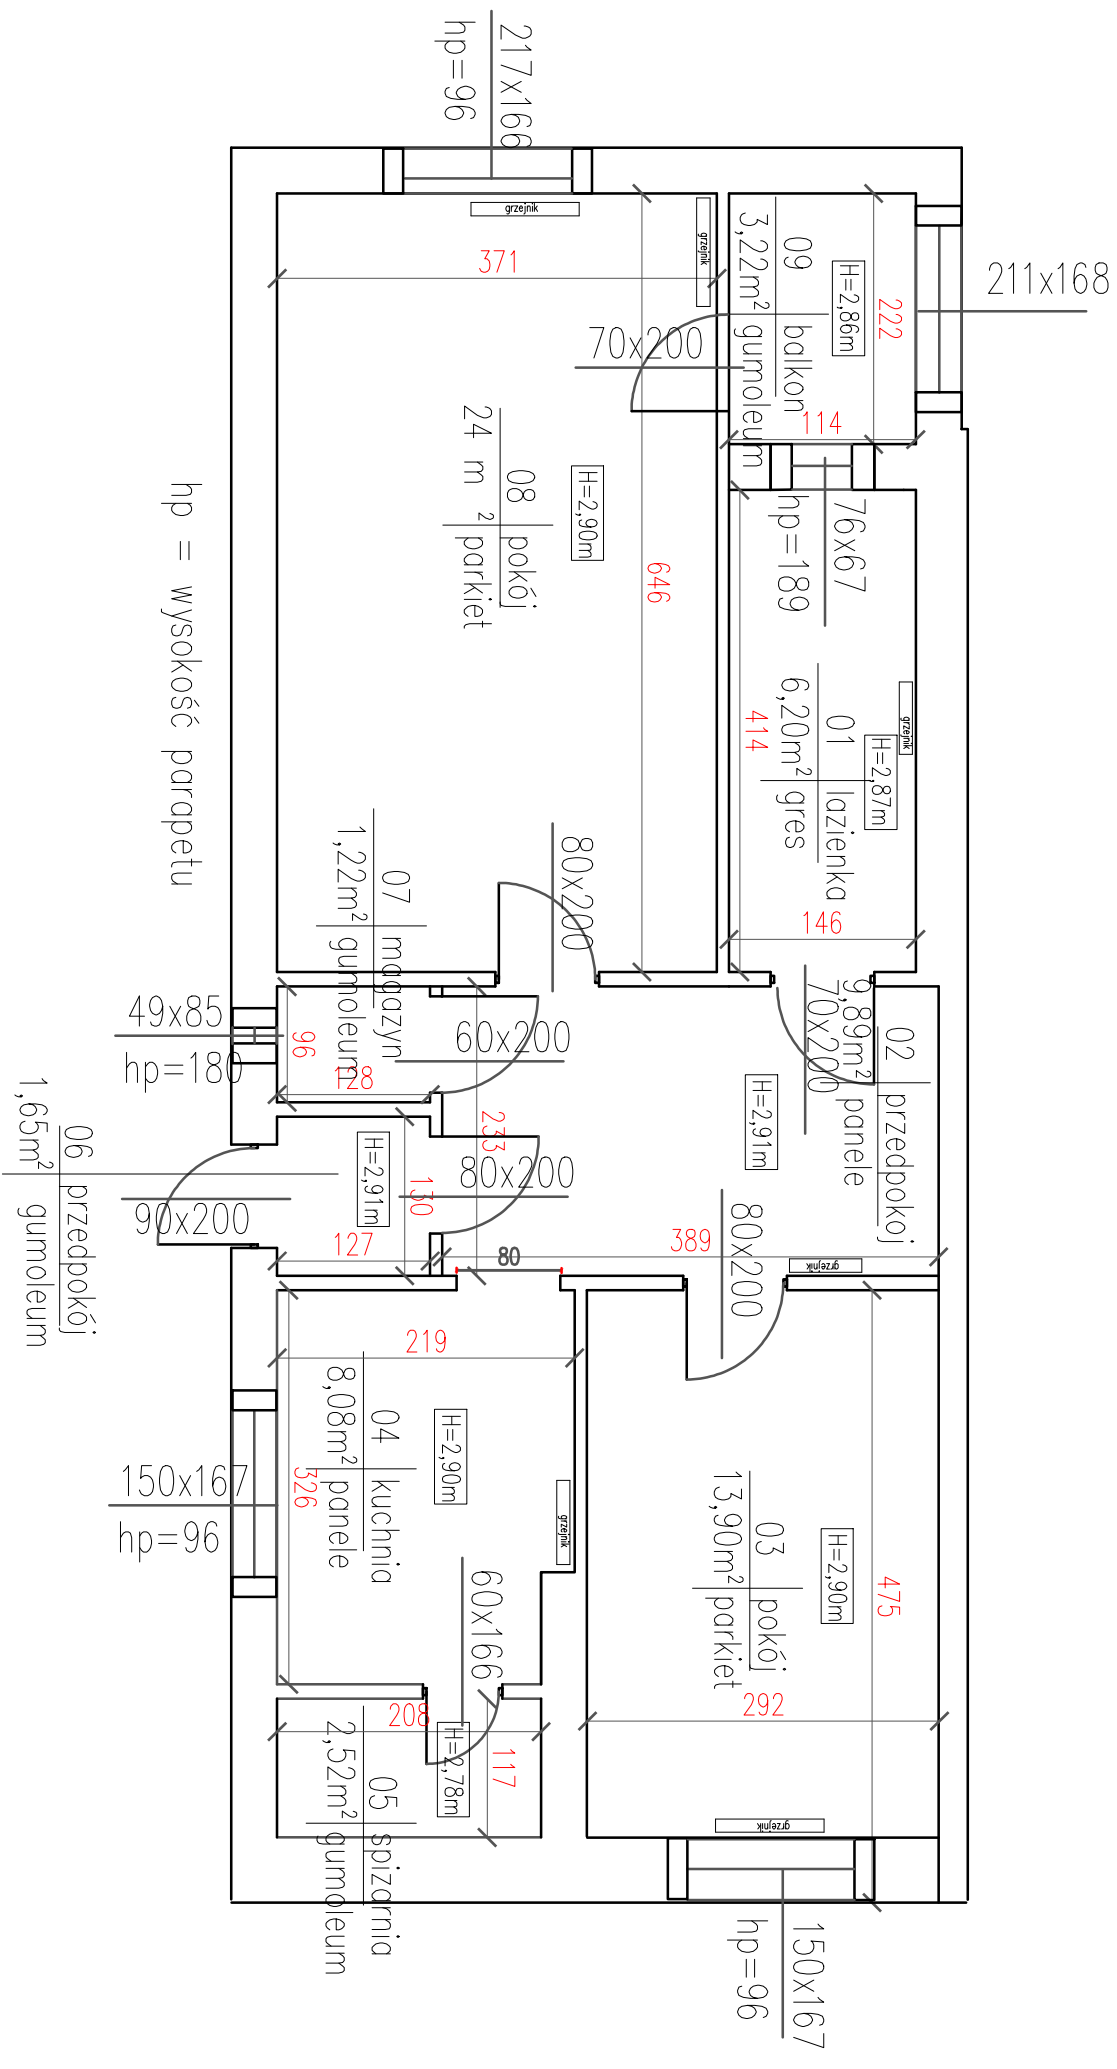 217x166
hp=96
grzejnik
grzejnik
371
09 balkon
3,22m² gumoleum
H=2,86m
222
211x168
70x200
114
08 pokój
24 m ² parkiet
H=2,90m
646
76x67
hp=189
hp = wysokość parapetu
01 lazienka
6,20m² gres
H=2,87m
grzejnik
414
146
80x200
07 magazyn
1,22m² gumoleum
49x85
hp=180
96
128
60x200
233
70x200
02 przedpokoj
9,89m² panele
H=2,91m
06 przedpokój
1,65m² gumoleum
H=2,91m
130
80x200
90x200
127
80
389
80x200
grzejnik
219
04 kuchnia
8,08m² panele
H=2,90m
326
150x167
hp=96
grzejnik
60x166
03 pokój
13,90m² parkiet
H=2,90m
475
292
208
H=2,78m
117
05 spizarnia
2,52m² gumoleum
grzejnik
150x167
hp=96